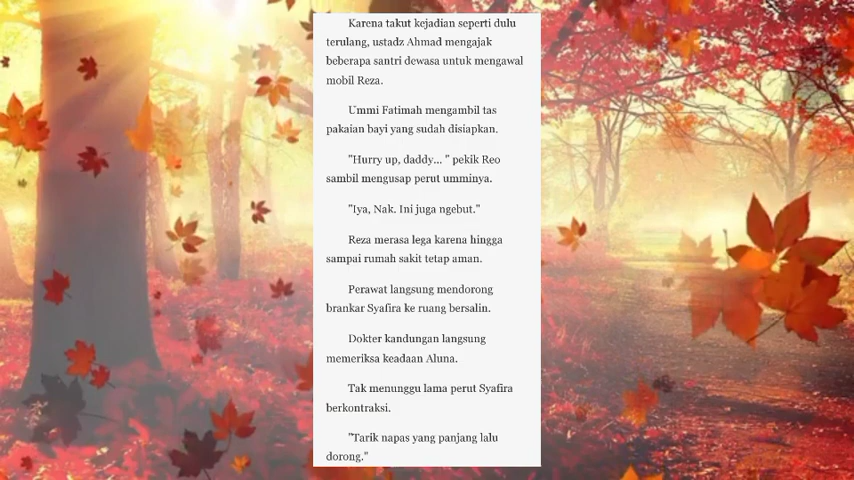 Karena takut kejadian seperti dulu
terulang, ustadz Ahmad mengajak
beberapa santri dewasa untuk mengawal
mobil Reza.
Ummi Fatimah mengambil tas
pakaian bayi yang sudah disiapkan.
"Hurry up, daddy... " pekik Reo
sambil mengusap perut umminya.
"Iya, Nak. Ini juga ngebut."
Reza merasa lega karena hingga
sampai rumah sakit tetap aman.
Perawat langsung mendorong
brankar Syafira ke ruang bersalin.
Dokter kandungan langsung
memeriksa keadaan Aluna.
Tak menunggu lama perut Syafira
berkontraksi.
"Tarik napas yang panjang lalu
dorong."